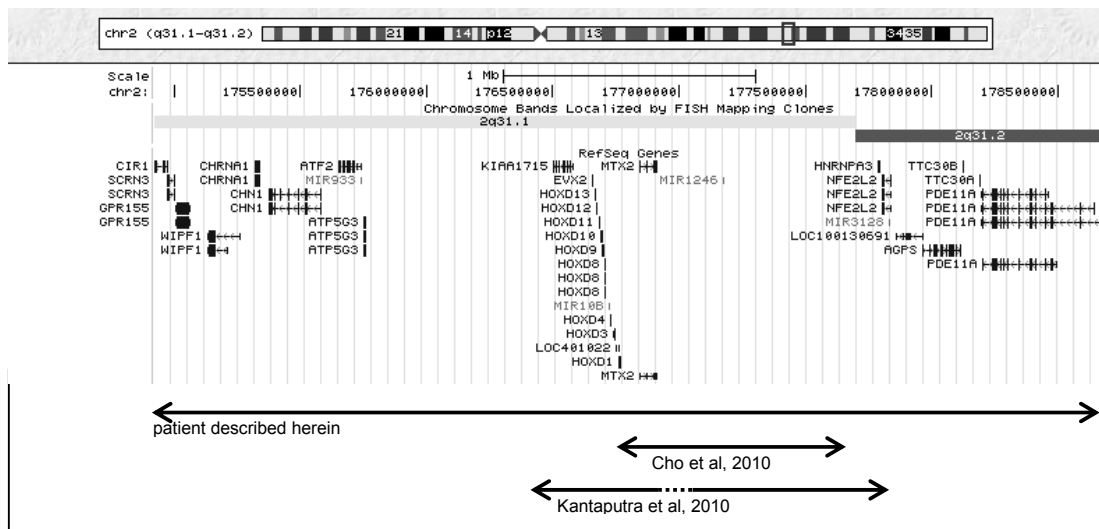 chr2 (q31.1-q31.2) 21 14 p12 13 34 35
Scale 1 Mb
chr2: 175500000 176000000 176500000 177000000 177500000 178000000 178500000
Chromosome Bands Localized by FISH Mapping Clones
2q31.1
2q31.2
RefSeq Genes
CIR1 CHRNA1 ATF2 KIAA1715 MTX2 HNRNPA3 TTC30B
SCRN3 CHRNA1 MIR933 EVX2 MIR1246 NFE2L2 TTC30A
SCRN3 CHN1 HOXD13 NFE2L2 PDE11A
GPR155 CHN1 HOXD12 NFE2L2 PDE11A
GPR155 ATP5G3 HOXD11 MIR3128 PDE11A
WIPF1 ATP5G3 HOXD10 LOC100130691
WIPF1 ATP5G3 HOXD9 AGPS
HOXD8 PDE11A
HOXD8
HOXD8
MIR10B
HOXD4
HOXD3
LOC401022
HOXD1
MTX2
patient described herein
Cho et al, 2010
Kantaputra et al, 2010